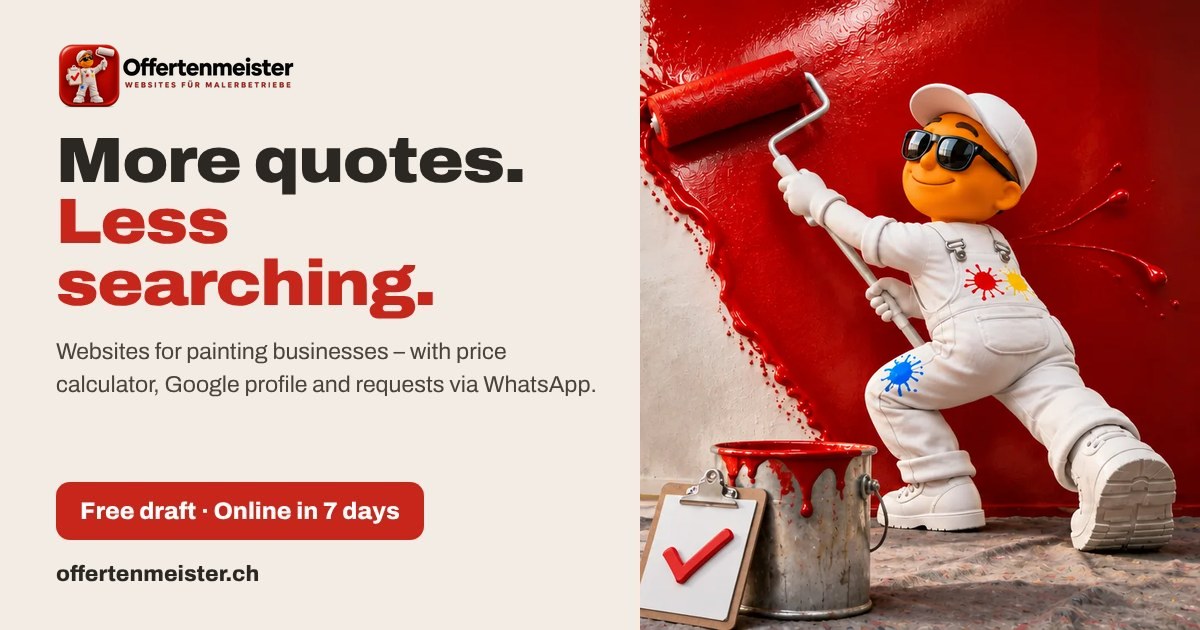 Offertenmeister
WEBSITES FÜR MALERBETRIEBE
More quotes.
Less
searching.
Websites for painting businesses – with price
calculator, Google profile and requests via WhatsApp.
Free draft · Online in 7 days
offertenmeister.ch